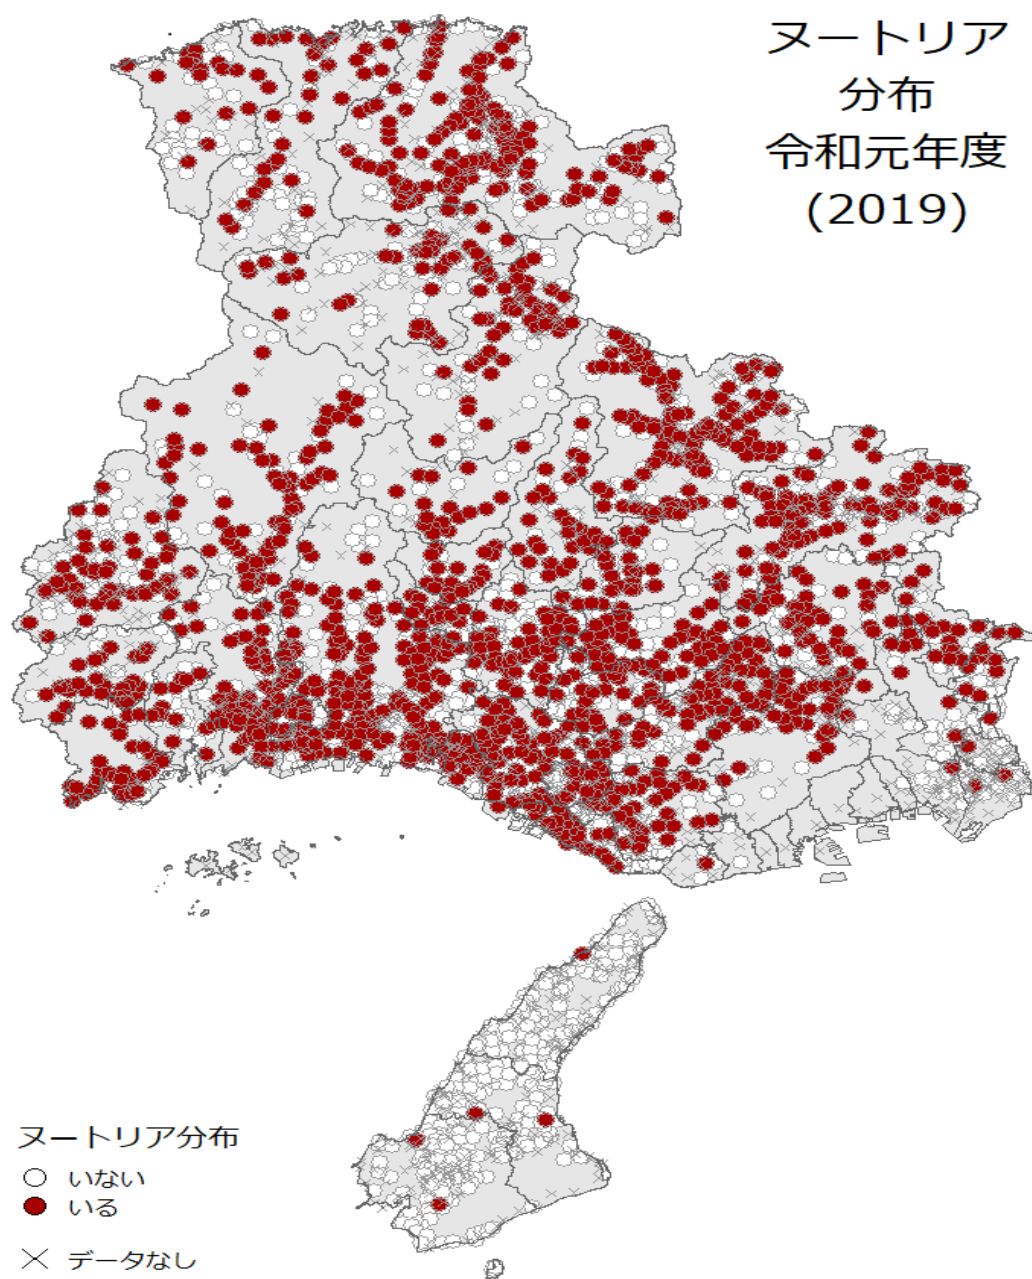 ヌートリア
分布
令和元年度
(2019)
ヌートリア分布
いない
いる
データなし